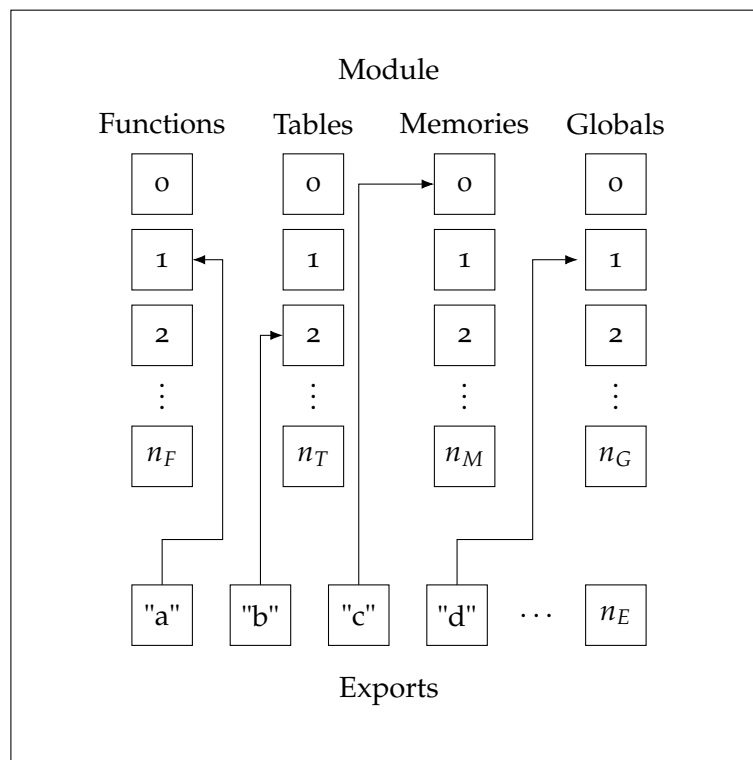 Module
Functions Tables Memories Globals
0 0 0 0
1 1 1 1
2 2 2 2
⋮ ⋮ ⋮ ⋮
n_F n_T n_M n_G
"a" "b" "c" "d" ⋯ n_E
Exports